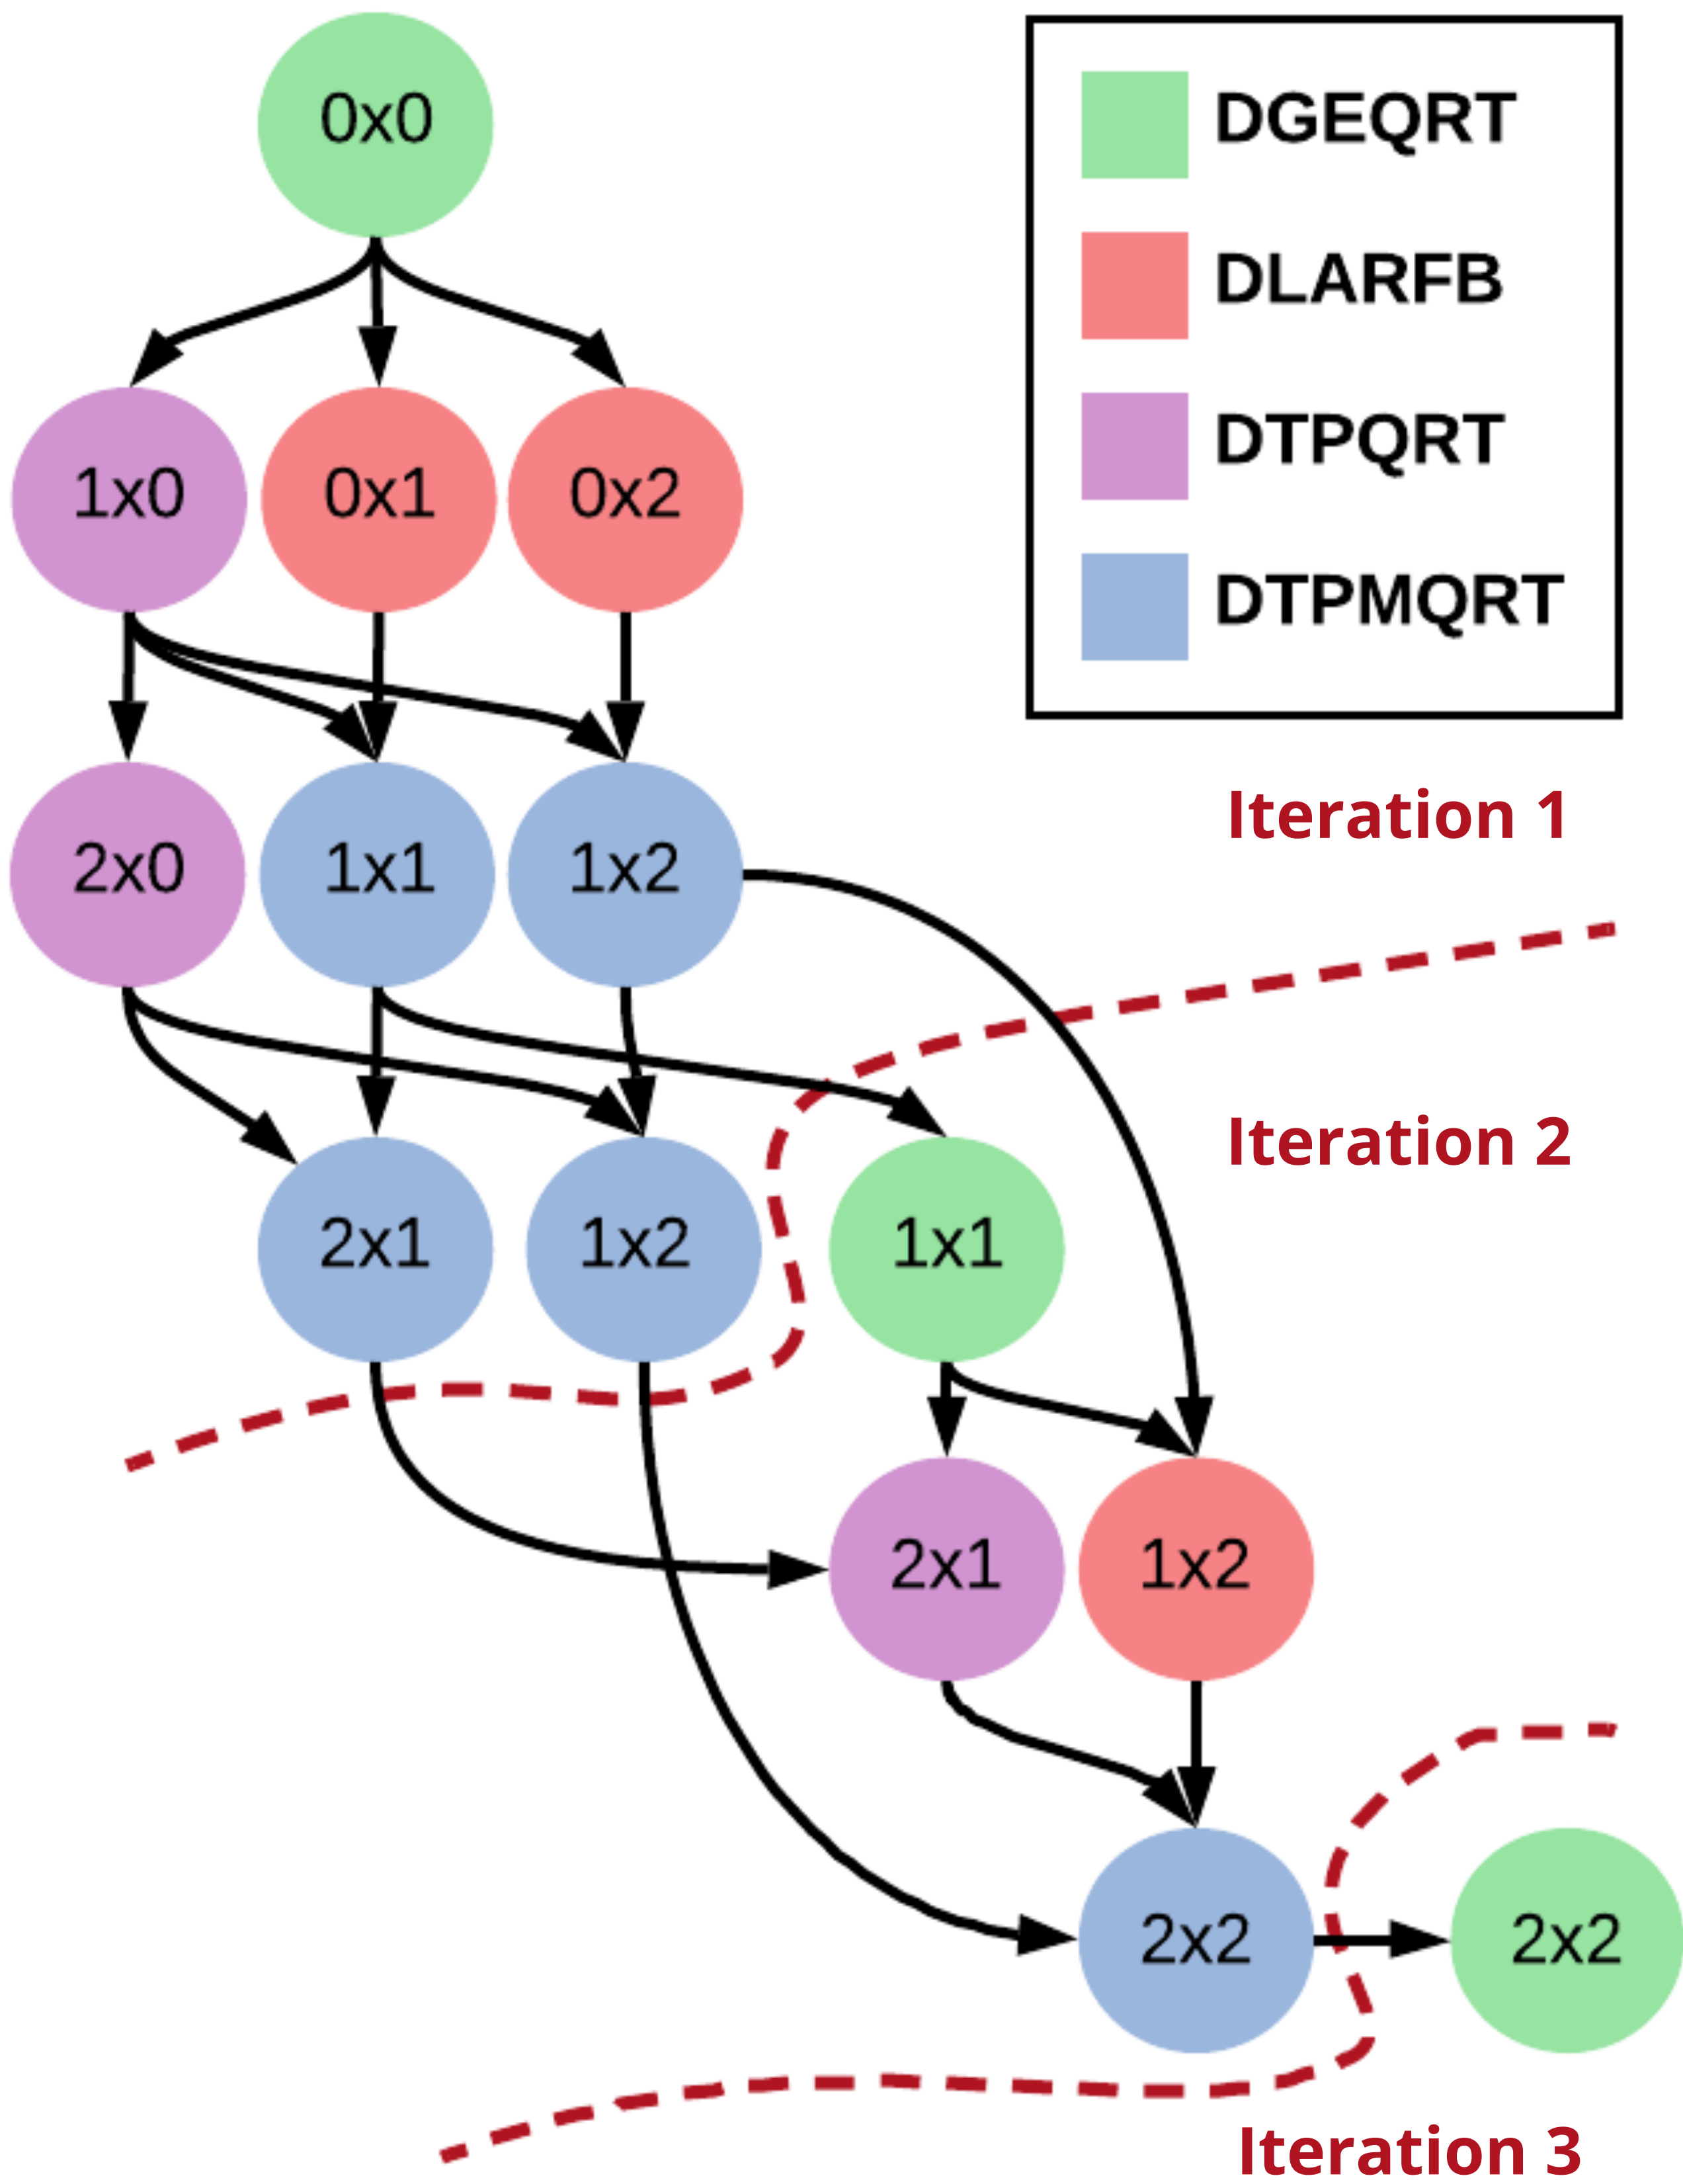 0x0
DGEQRT
DLARFB
DTPQRT
DTPMQRT
1x0 0x1 0x2
Iteration 1
2x0 1x1 1x2
Iteration 2
2x1 1x2 1x1
2x1 1x2
2x2 2x2
Iteration 3